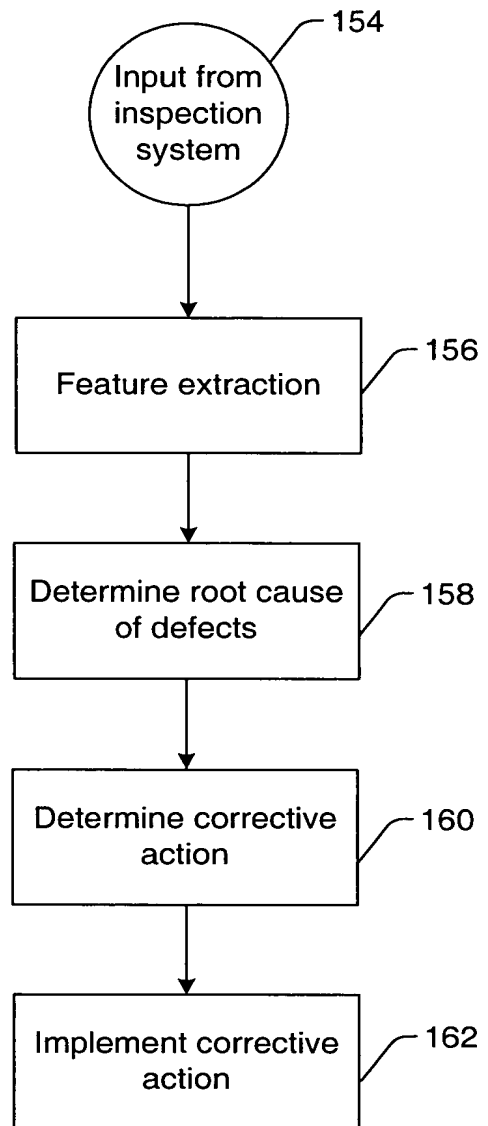 154
Input from
inspection
system
156
Feature extraction
158
Determine root cause
of defects
160
Determine corrective
action
162
Implement corrective
action